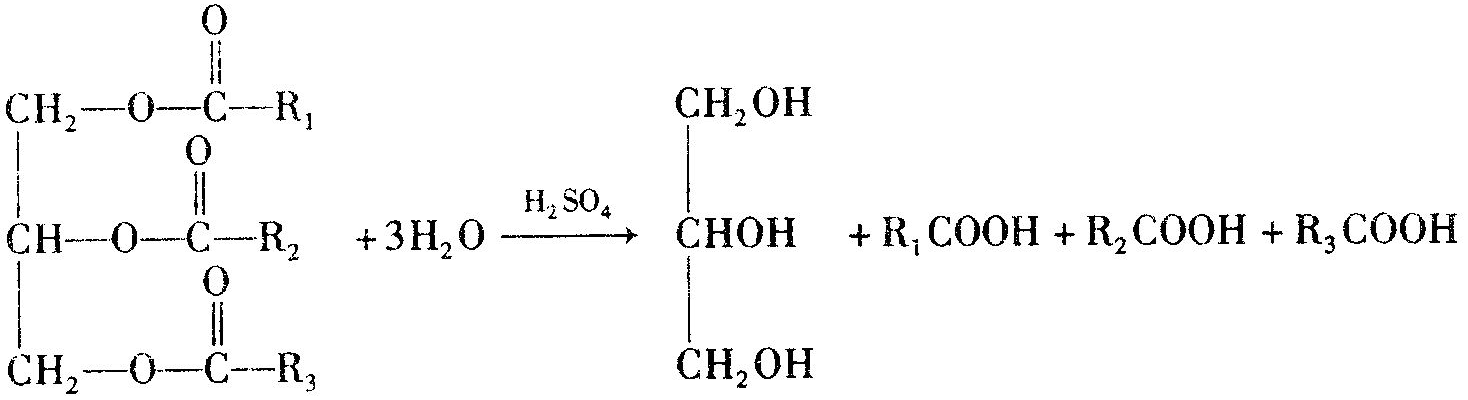 O
CH₂—O—C—R₁ CH₂OH
O
CH—O—C—R₂ + 3H₂O H₂SO₄ CHOH + R₁COOH + R₂COOH + R₃COOH
O
CH₂—O—C—R₃ CH₂OH